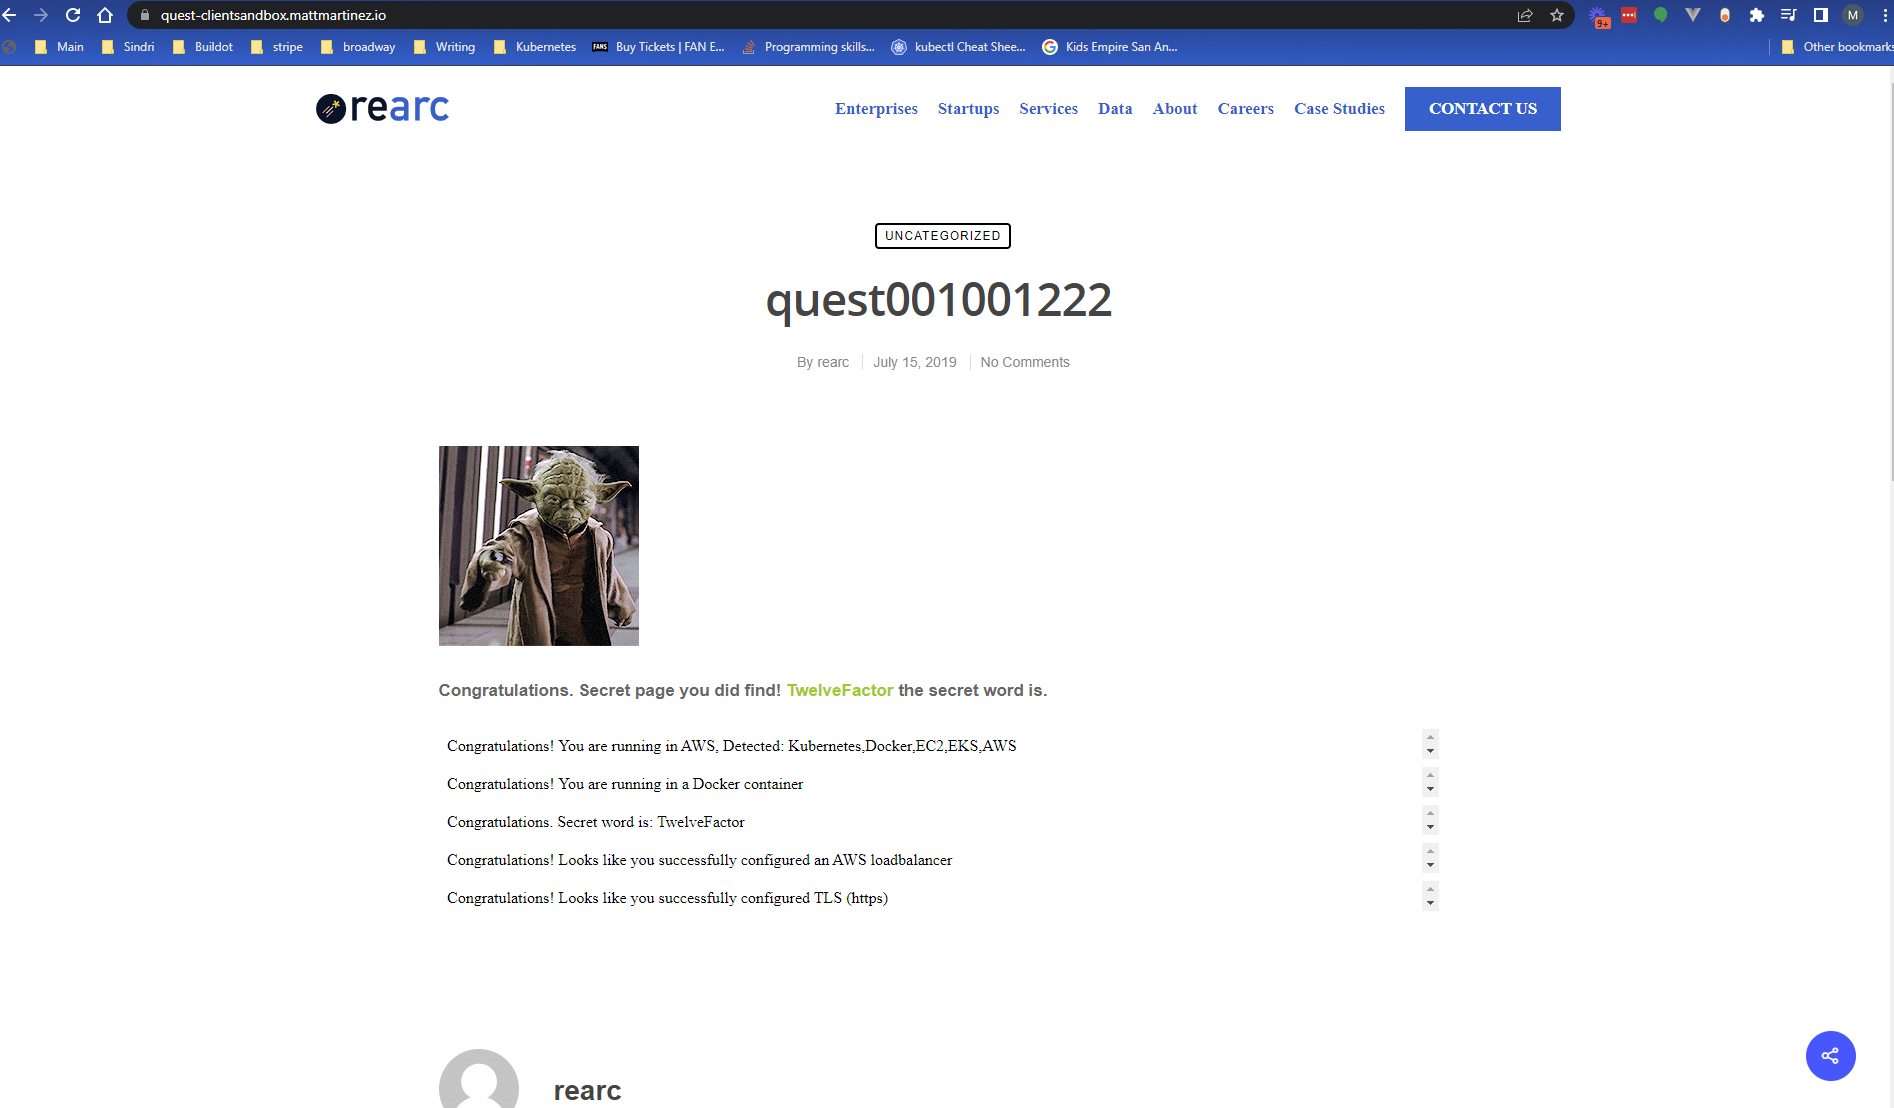 quest-clientsandbox.mattmartinez.io
9+
M
Main Sindri Buildot stripe broadway Writing Kubernetes FANS Buy Tickets | FAN E... Programming skills... kubectl Cheat Shee... Kids Empire San An... Other bookmarks
rearc
Enterprises Startups Services Data About Careers Case Studies CONTACT US
UNCATEGORIZED
quest001001222
By rearc July 15, 2019 No Comments
Congratulations. Secret page you did find! TwelveFactor the secret word is.
Congratulations! You are running in AWS, Detected: Kubernetes,Docker,EC2,EKS,AWS
Congratulations! You are running in a Docker container
Congratulations. Secret word is: TwelveFactor
Congratulations! Looks like you successfully configured an AWS loadbalancer
Congratulations! Looks like you successfully configured TLS (https)
rearc